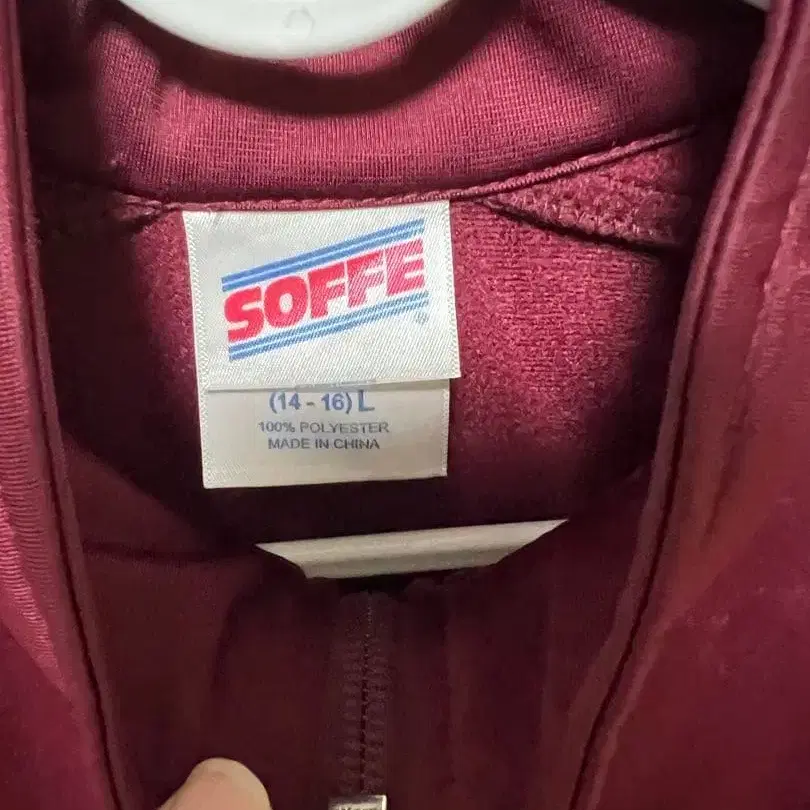 SOFFE
®
(14 - 16) L
100% POLYESTER
MADE IN CHINA